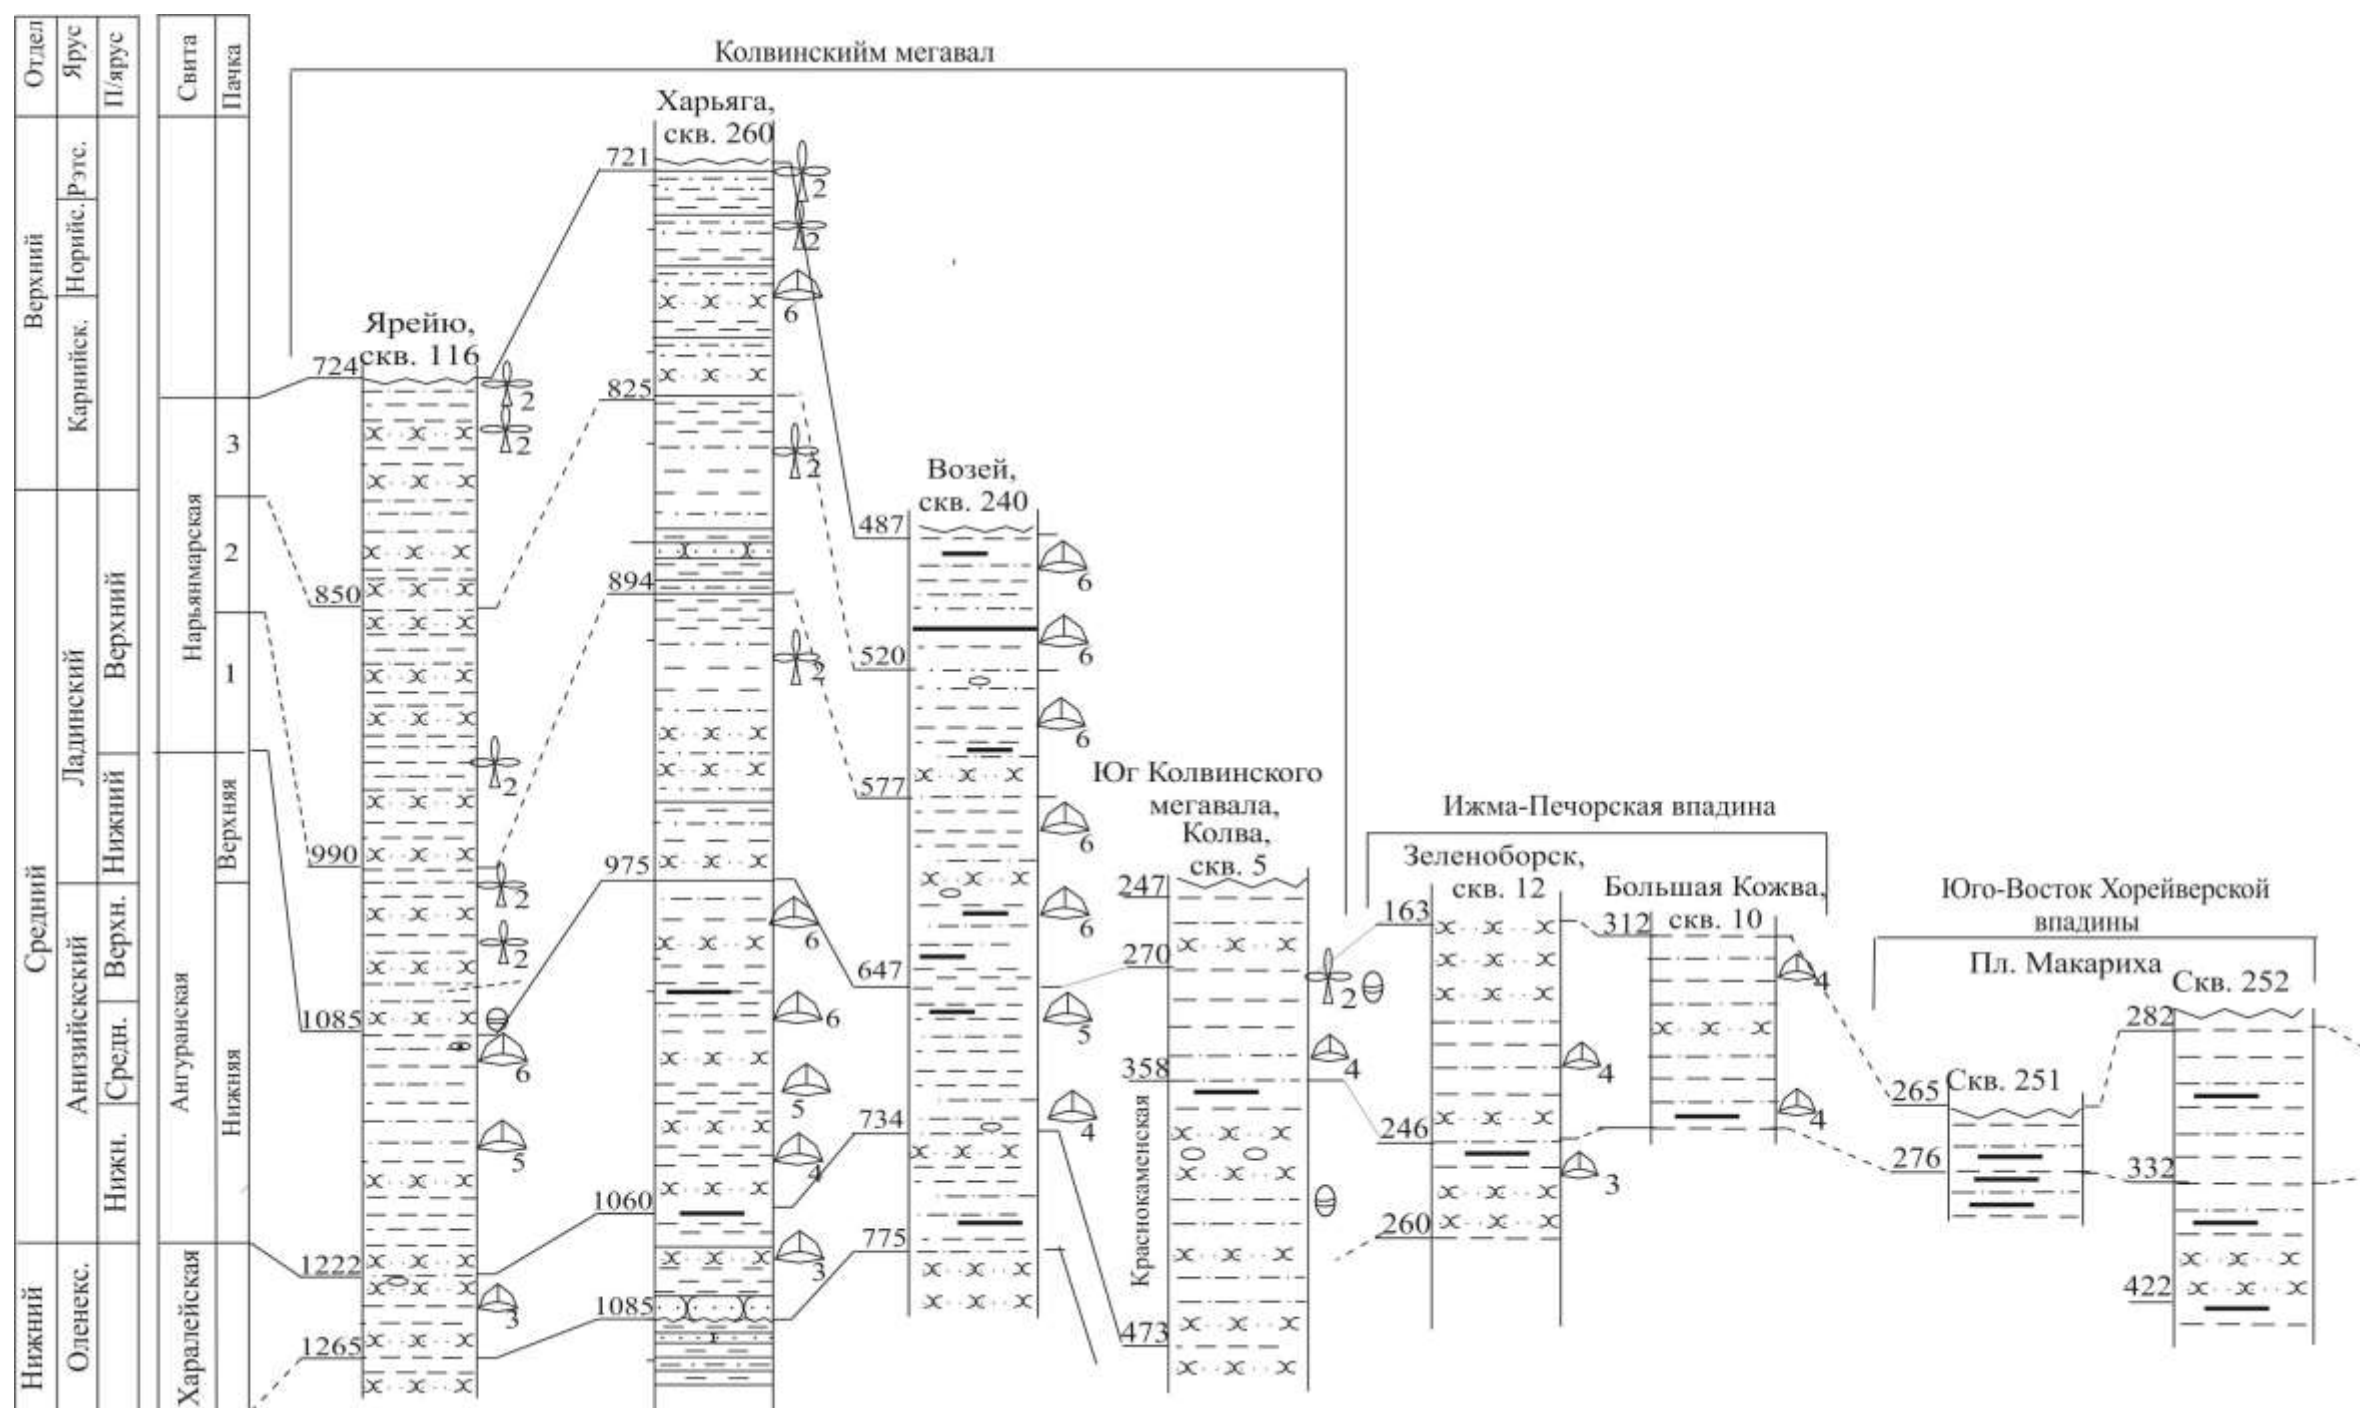 Отдел
Ярус
П/ярус
Свита
Пачка
Верхний
Рэтс.
Норийс.
Карнийск.
Средний
Ладинский
Верхний
Нижний
Анизийскский
Верхн.
Средн.
Нижн.
Нижний
Оленекс.
Нарьянмарская
3
2
1
Ангуранская
Верхняя
Нижняя
Харалейская
Колвинскийм мегавал
Ярейю,
скв. 116
724
850
990
1085
1222
1265
2
2
2
2
2
6
5
3
Харьяга,
скв. 260
721
825
894
975
1060
1085
2
2
6
2
2
6
6
5
4
3
Возей,
скв. 240
487
520
577
647
734
775
6
6
6
6
6
5
4
Юг Колвинского
мегавала,
Колва,
скв. 5
247
270
358
473
Краснокаменская
2
4
Ижма-Печорская впадина
Зеленоборск,
скв. 12
163
246
260
4
3
Большая Кожва,
скв. 10
312
4
4
Юго-Восток Хорейверской
впадины
Пл. Макариха
Скв. 251
265
276
Скв. 252
282
332
422